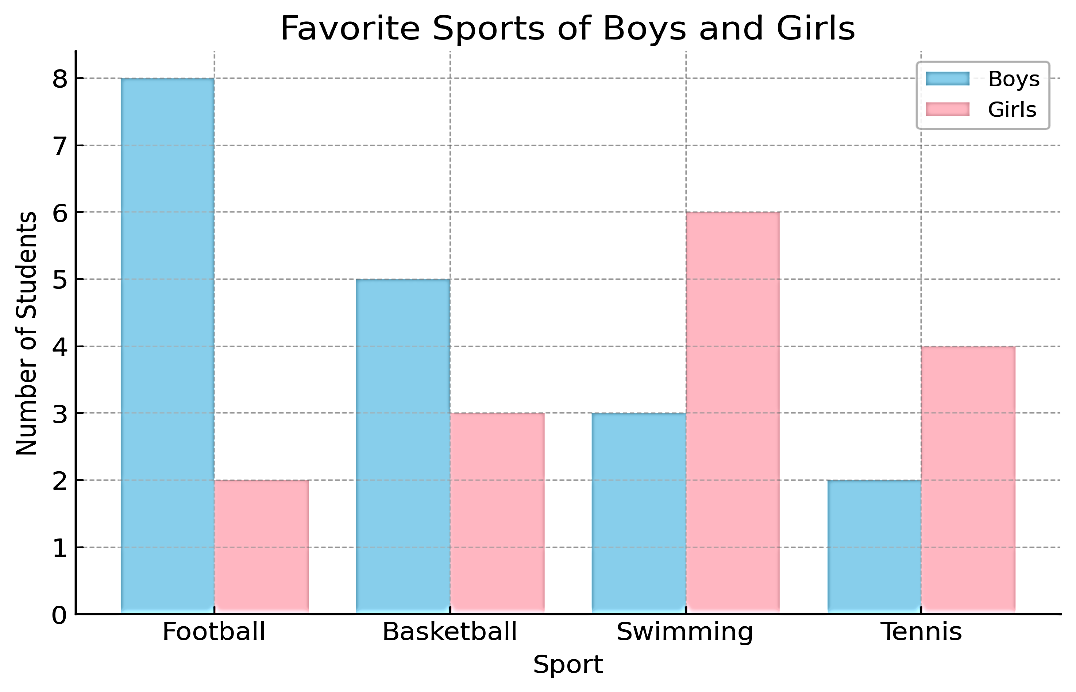 Favorite Sports of Boys and Girls
Boys
Girls
8
7
6
5
4
3
2
1
0
Number of Students
Football Basketball Swimming Tennis
Sport